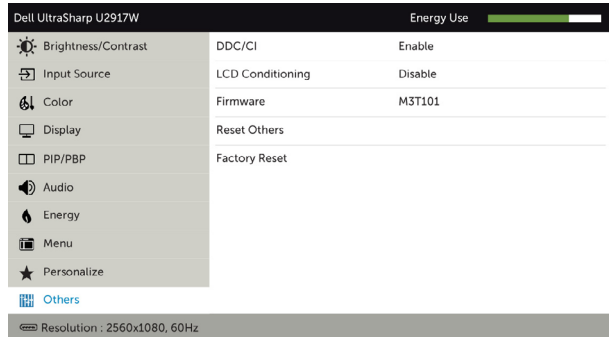 Dell UltraSharp U2917W Energy Use
Brightness/Contrast DDC/CI Enable
Input Source LCD Conditioning Disable
Color Firmware M3T101
Display Reset Others
PIP/PBP Factory Reset
Audio
Energy
Menu
Personalize
Others
Resolution : 2560x1080, 60Hz